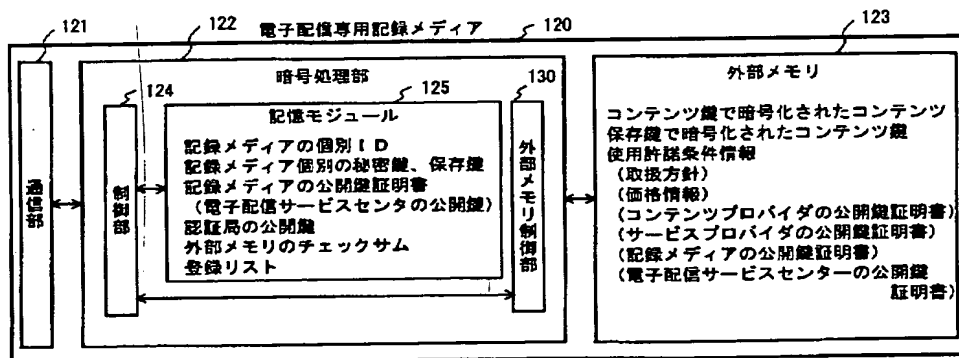 電子配信専用記録メディア
120
121
122
123
暗号処理部
外部メモリ
124
125
130
通信部
制御部
記憶モジュール
記録メディアの個別ID
記録メディア個別の秘密鍵、保存鍵
記録メディアの公開鍵証明書
(電子配信サービスセンタの公開鍵)
認証局の公開鍵
外部メモリのチェックサム
登録リスト
外部メモリ制御部
コンテンツ鍵で暗号化されたコンテンツ
保存鍵で暗号化されたコンテンツ鍵
使用許諾条件情報
(取扱方針)
(価格情報)
(コンテンツプロバイダの公開鍵証明書)
(サービスプロバイダの公開鍵証明書)
(記録メディアの公開鍵証明書)
(電子配信サービスセンターの公開鍵
証明書)